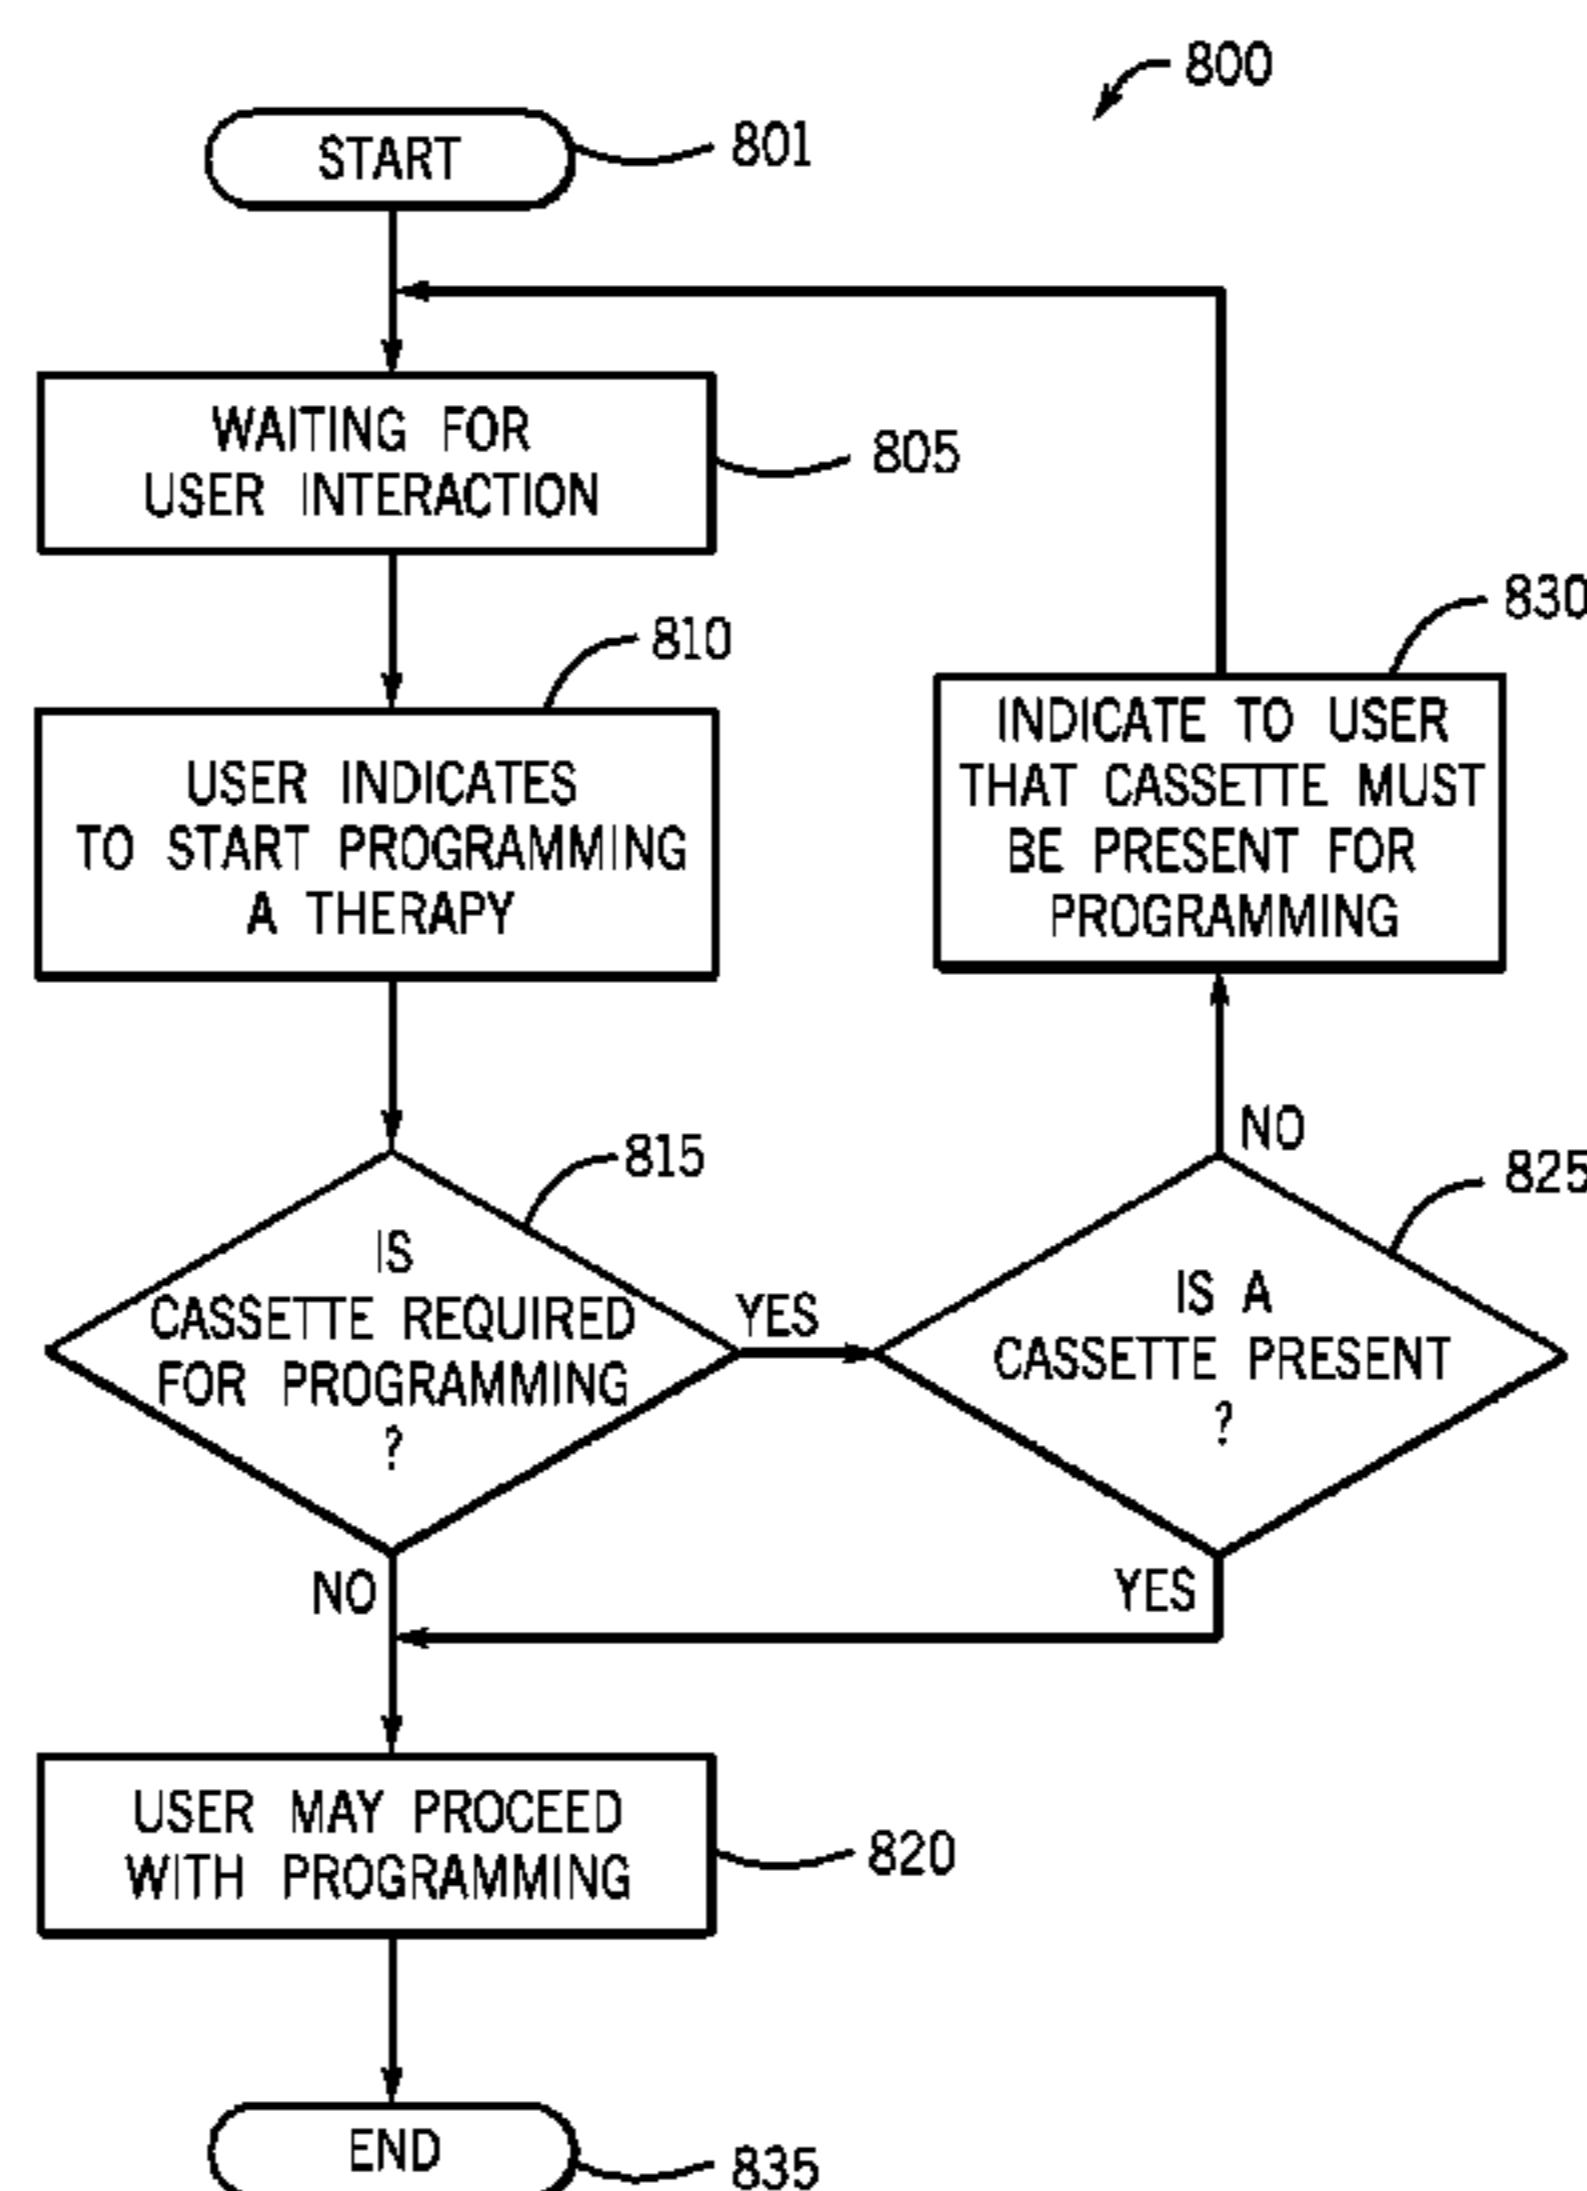 800
START
801
WAITING FOR
USER INTERACTION
805
810
USER INDICATES
TO START PROGRAMMING
A THERAPY
830
INDICATE TO USER
THAT CASSETTE MUST
BE PRESENT FOR
PROGRAMMING
815
IS
CASSETTE REQUIRED
FOR PROGRAMMING
?
YES
NO
825
IS A
CASSETTE PRESENT
?
NO
YES
USER MAY PROCEED
WITH PROGRAMMING
820
END
835